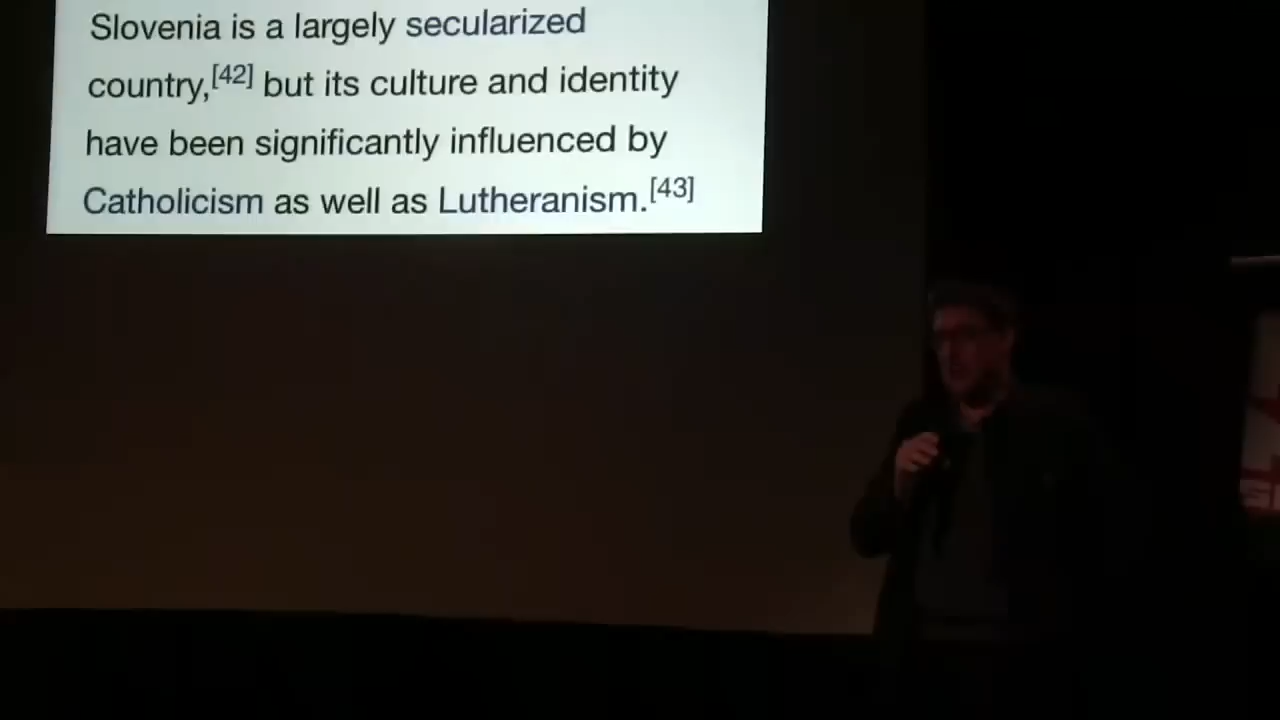 Slovenia is a largely secularized
country,[42] but its culture and identity
have been significantly influenced by
Catholicism as well as Lutheranism.[43]